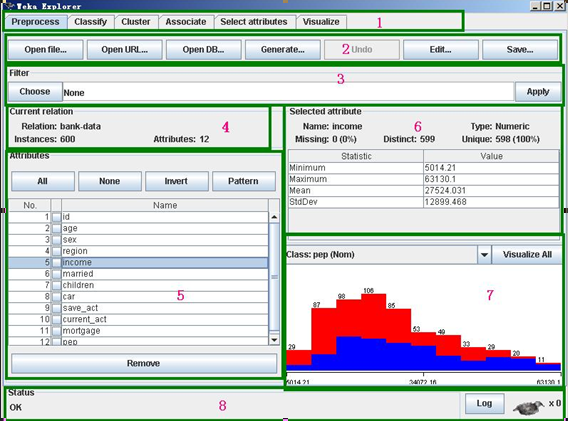 Weka Explorer
Preprocess Classify Cluster Associate Select attributes Visualize 1
Open file... Open URL... Open DB... Generate... 2 Undo Edit... Save...
Filter 3
Choose None Apply
Current relation
Relation: bank-data 4
Instances: 600 Attributes: 12
Selected attribute
Name: income 6 Type: Numeric
Missing: 0 (0%) Distinct: 599 Unique: 598 (100%)
Statistic Value
Minimum 5014.21
Maximum 63130.1
Mean 27524.031
StdDev 12899.468
Attributes
All None Invert Pattern
No. Name
1 id
2 age
3 sex
4 region
5 income
6 married
7 children
8 car 5
9 save_act
10 current_act
11 mortgage
12 pep
Remove
Class: pep (Nom) Visualize All
7
29 87 98 106 85 53 49 33 29 20 11
5014.21 34072.16 63130.1
Status
OK 8 Log x 0